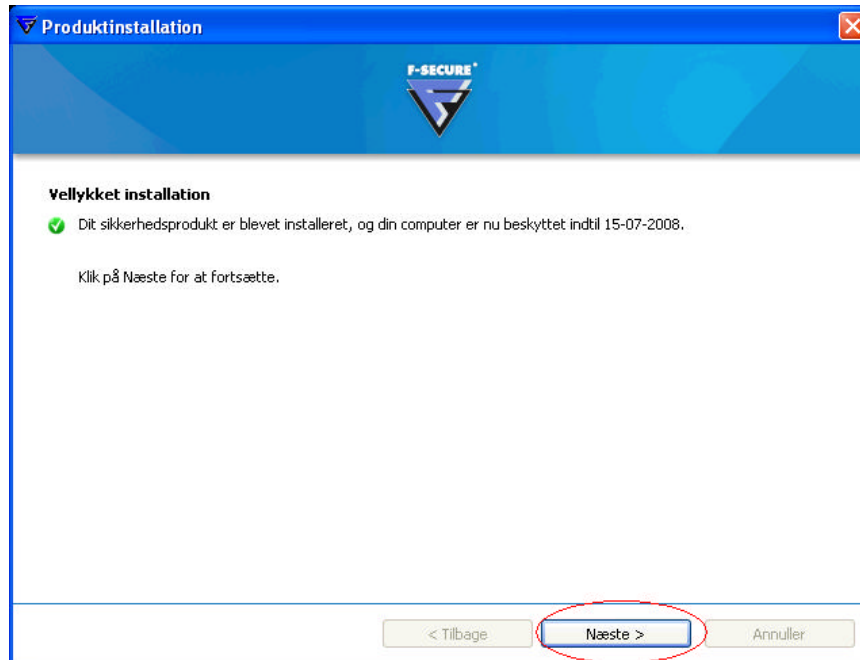 Produktinstallation
F-SECURE®
Vellykket installation
Dit sikkerhedsprodukt er blevet installeret, og din computer er nu beskyttet indtil 15-07-2008.
Klik på Næste for at fortsætte.
< Tilbage
Næste >
Annuller